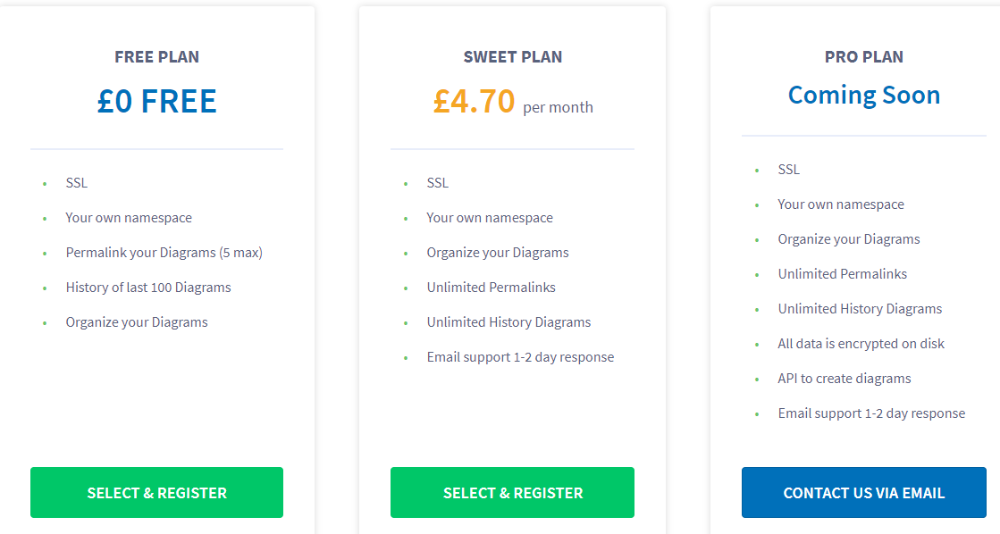 FREE PLAN
£0 FREE
SSL
Your own namespace
Permalink your Diagrams (5 max)
History of last 100 Diagrams
Organize your Diagrams
SELECT & REGISTER
SWEET PLAN
£4.70 per month
SSL
Your own namespace
Organize your Diagrams
Unlimited Permalinks
Unlimited History Diagrams
Email support 1-2 day response
SELECT & REGISTER
PRO PLAN
Coming Soon
SSL
Your own namespace
Organize your Diagrams
Unlimited Permalinks
Unlimited History Diagrams
All data is encrypted on disk
API to create diagrams
Email support 1-2 day response
CONTACT US VIA EMAIL